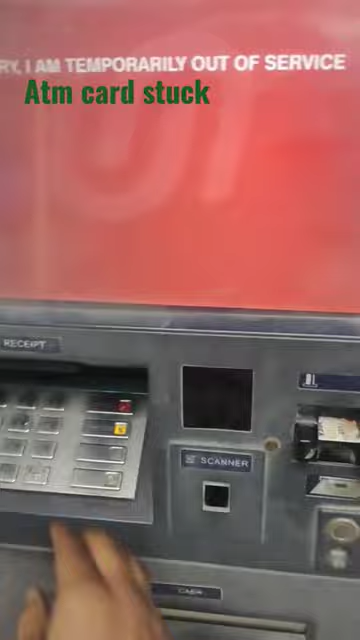 RY, I AM TEMPORARILY OUT OF SERVICE
Atm card stuck
RECEIPT
SCANNER
CASH